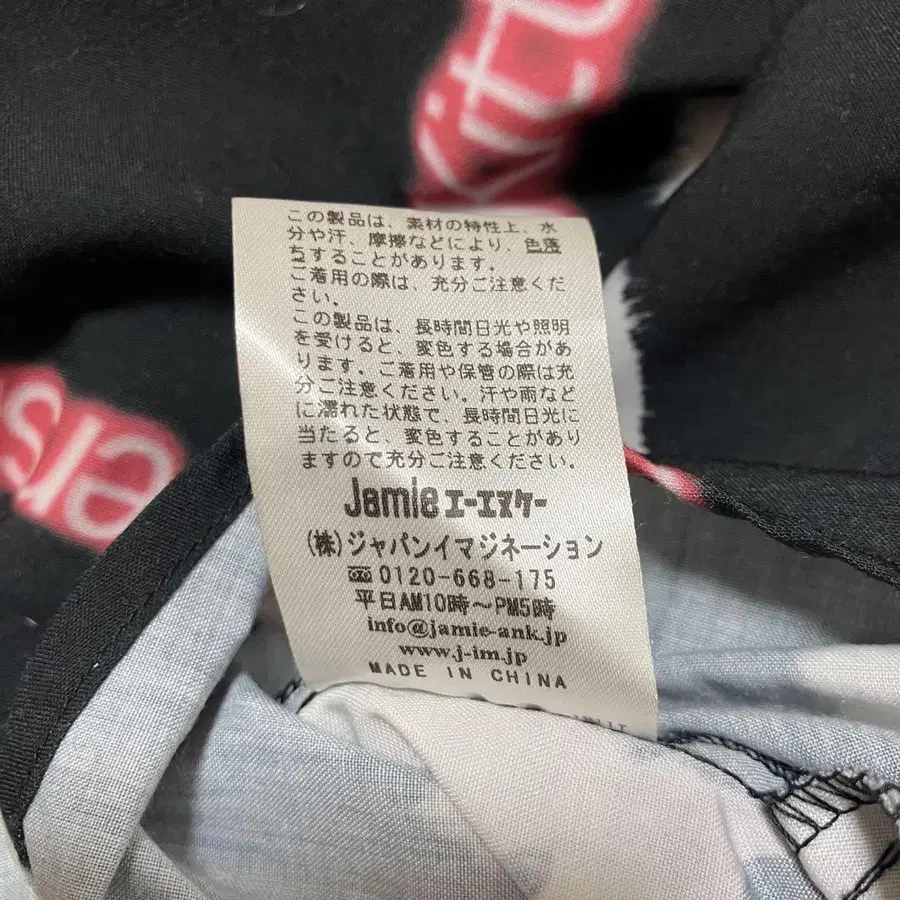 この製品は、素材の特性上、水
分や汗、摩擦などにより、色落
ちすることがあります。
ご着用の際は、充分ご注意くだ
さい。
この製品は、長時間日光や照明
を受けると、変色する場合があ
ります。ご着用や保管の際は充
分ご注意ください。汗や雨など
に濡れた状態で、長時間日光に
当たると、変色することがあり
ますので充分ご注意ください。
Jamie エーエヌケー
(株)ジャパンイマジネーション
0120-668-175
平日AM10時〜PM5時
info@jamie-ank.jp
www.j-im.jp
MADE IN CHINA
ers